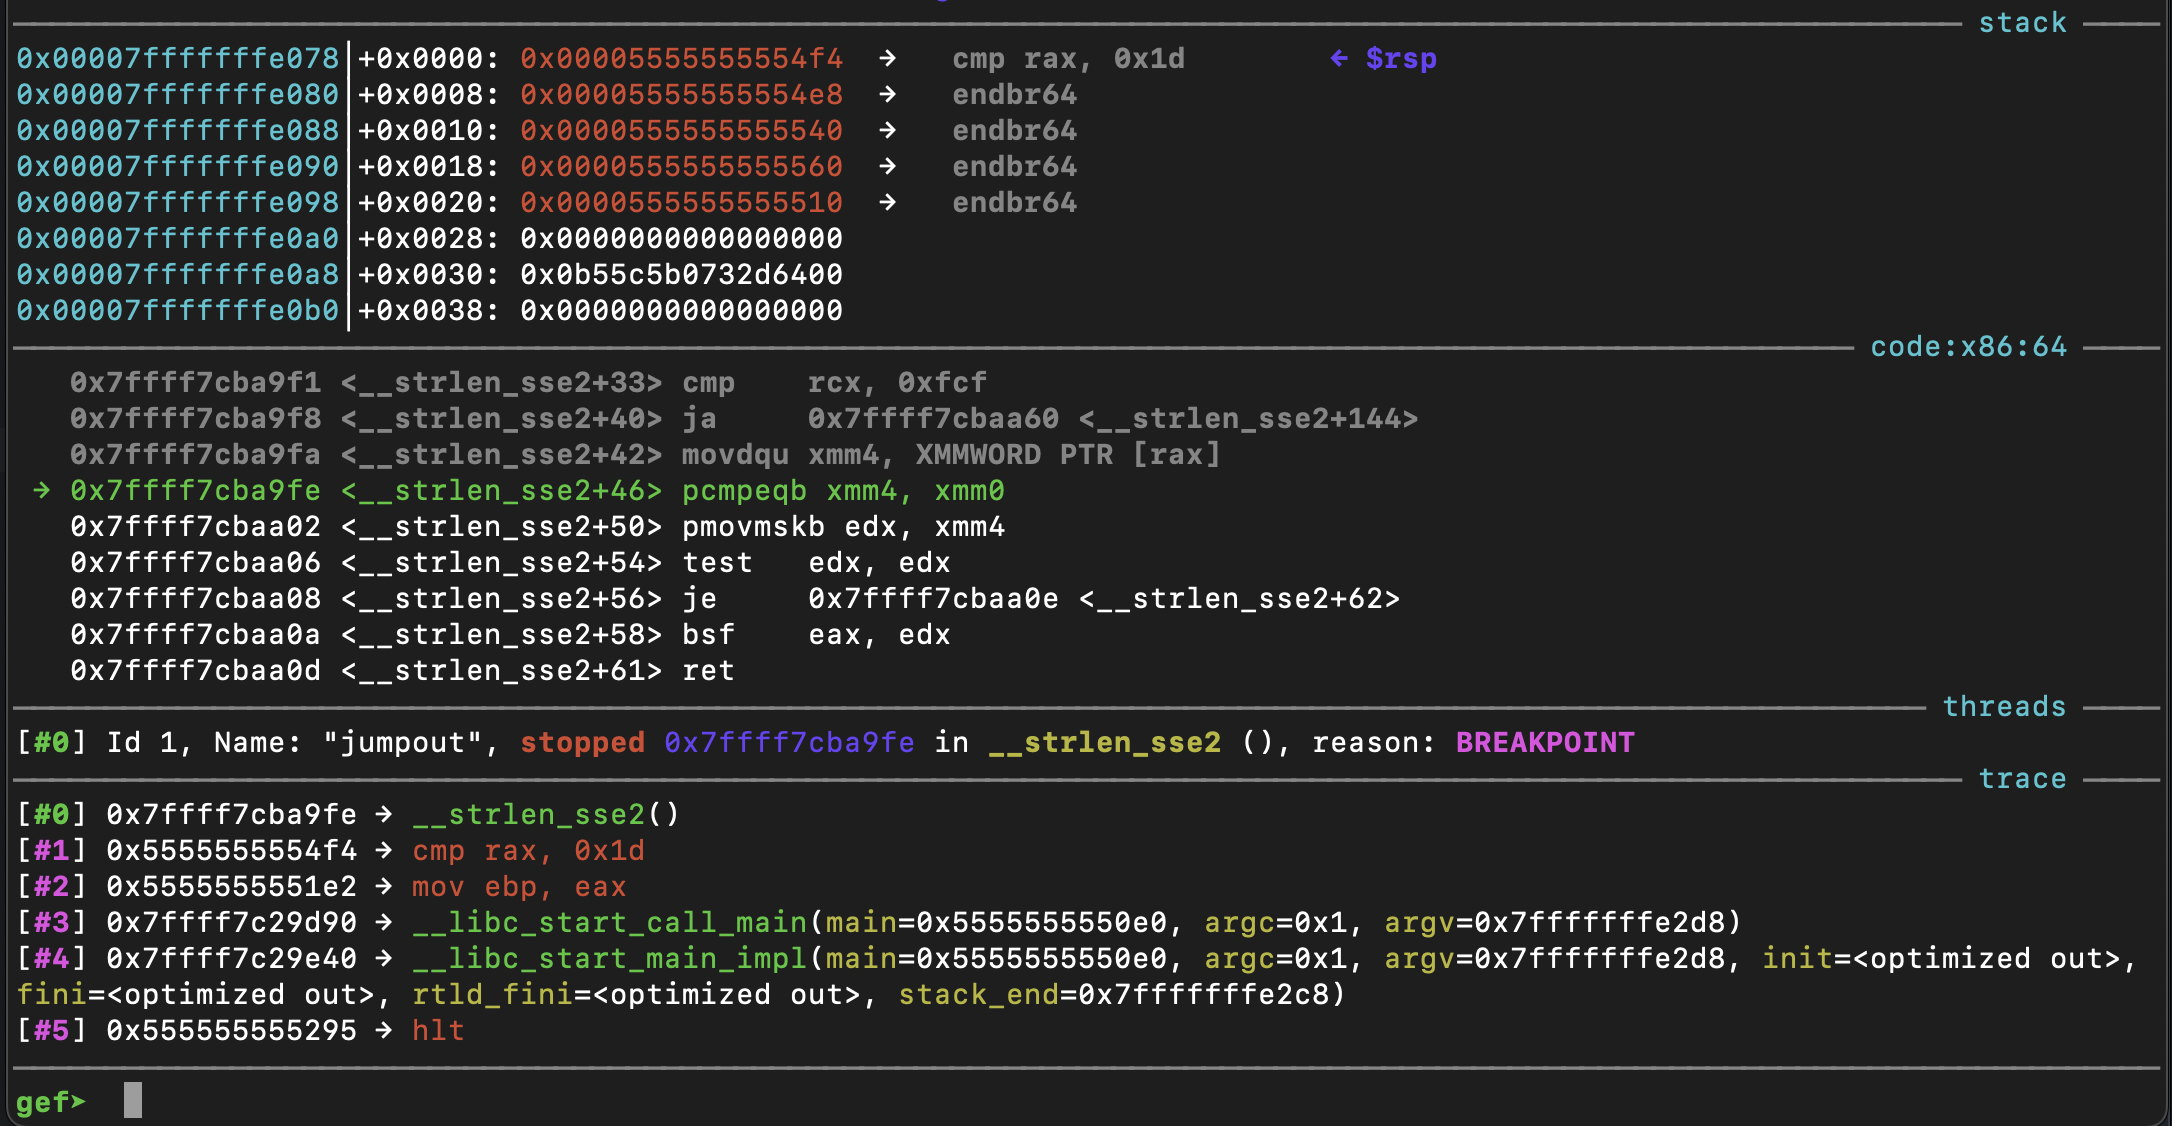 stack
0x00007fffffffe078│+0x0000: 0x00005555555554f4 → cmp rax, 0x1d ← $rsp
0x00007fffffffe080│+0x0008: 0x00005555555554e8 → endbr64
0x00007fffffffe088│+0x0010: 0x0000555555555540 → endbr64
0x00007fffffffe090│+0x0018: 0x0000555555555560 → endbr64
0x00007fffffffe098│+0x0020: 0x0000555555555510 → endbr64
0x00007fffffffe0a0│+0x0028: 0x0000000000000000
0x00007fffffffe0a8│+0x0030: 0x0b55c5b0732d6400
0x00007fffffffe0b0│+0x0038: 0x0000000000000000
code:x86:64
0x7ffff7cba9f1 <__strlen_sse2+33> cmp rcx, 0xfcf
0x7ffff7cba9f8 <__strlen_sse2+40> ja 0x7ffff7cbaa60 <__strlen_sse2+144>
0x7ffff7cba9fa <__strlen_sse2+42> movdqu xmm4, XMMWORD PTR [rax]
→ 0x7ffff7cba9fe <__strlen_sse2+46> pcmpeqb xmm4, xmm0
0x7ffff7cbaa02 <__strlen_sse2+50> pmovmskb edx, xmm4
0x7ffff7cbaa06 <__strlen_sse2+54> test edx, edx
0x7ffff7cbaa08 <__strlen_sse2+56> je 0x7ffff7cbaa0e <__strlen_sse2+62>
0x7ffff7cbaa0a <__strlen_sse2+58> bsf eax, edx
0x7ffff7cbaa0d <__strlen_sse2+61> ret
threads
[#0] Id 1, Name: "jumpout", stopped 0x7ffff7cba9fe in __strlen_sse2 (), reason: BREAKPOINT
trace
[#0] 0x7ffff7cba9fe → __strlen_sse2()
[#1] 0x5555555554f4 → cmp rax, 0x1d
[#2] 0x5555555551e2 → mov ebp, eax
[#3] 0x7ffff7c29d90 → __libc_start_call_main(main=0x5555555550e0, argc=0x1, argv=0x7fffffffe2d8)
[#4] 0x7ffff7c29e40 → __libc_start_main_impl(main=0x5555555550e0, argc=0x1, argv=0x7fffffffe2d8, init=<optimized out>,
fini=<optimized out>, rtld_fini=<optimized out>, stack_end=0x7fffffffe2c8)
[#5] 0x555555555295 → hlt
gef➤